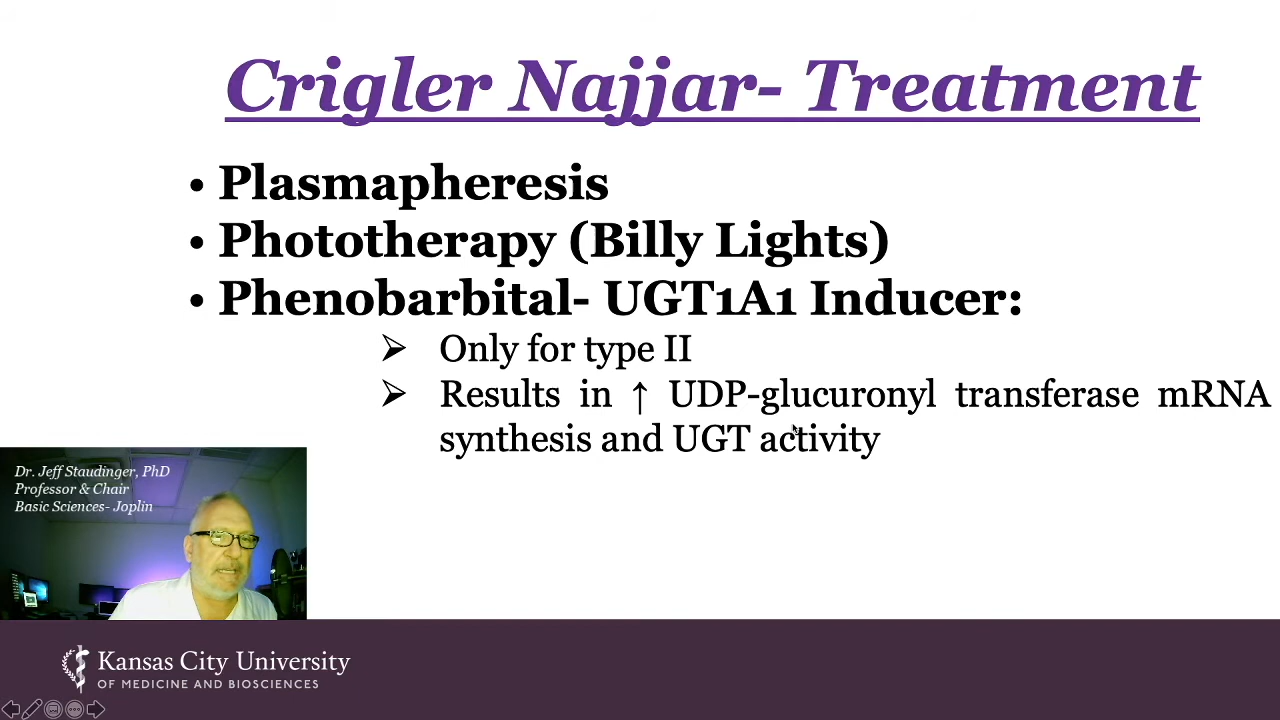 Crigler Najjar- Treatment
• Plasmapheresis
• Phototherapy (Billy Lights)
• Phenobarbital- UGT1A1 Inducer:
➢ Only for type II
➢ Results in ↑ UDP-glucuronyl transferase mRNA
synthesis and UGT activity
Dr. Jeff Staudinger, PhD
Professor & Chair
Basic Sciences- Joplin
Kansas City University
OF MEDICINE AND BIOSCIENCES